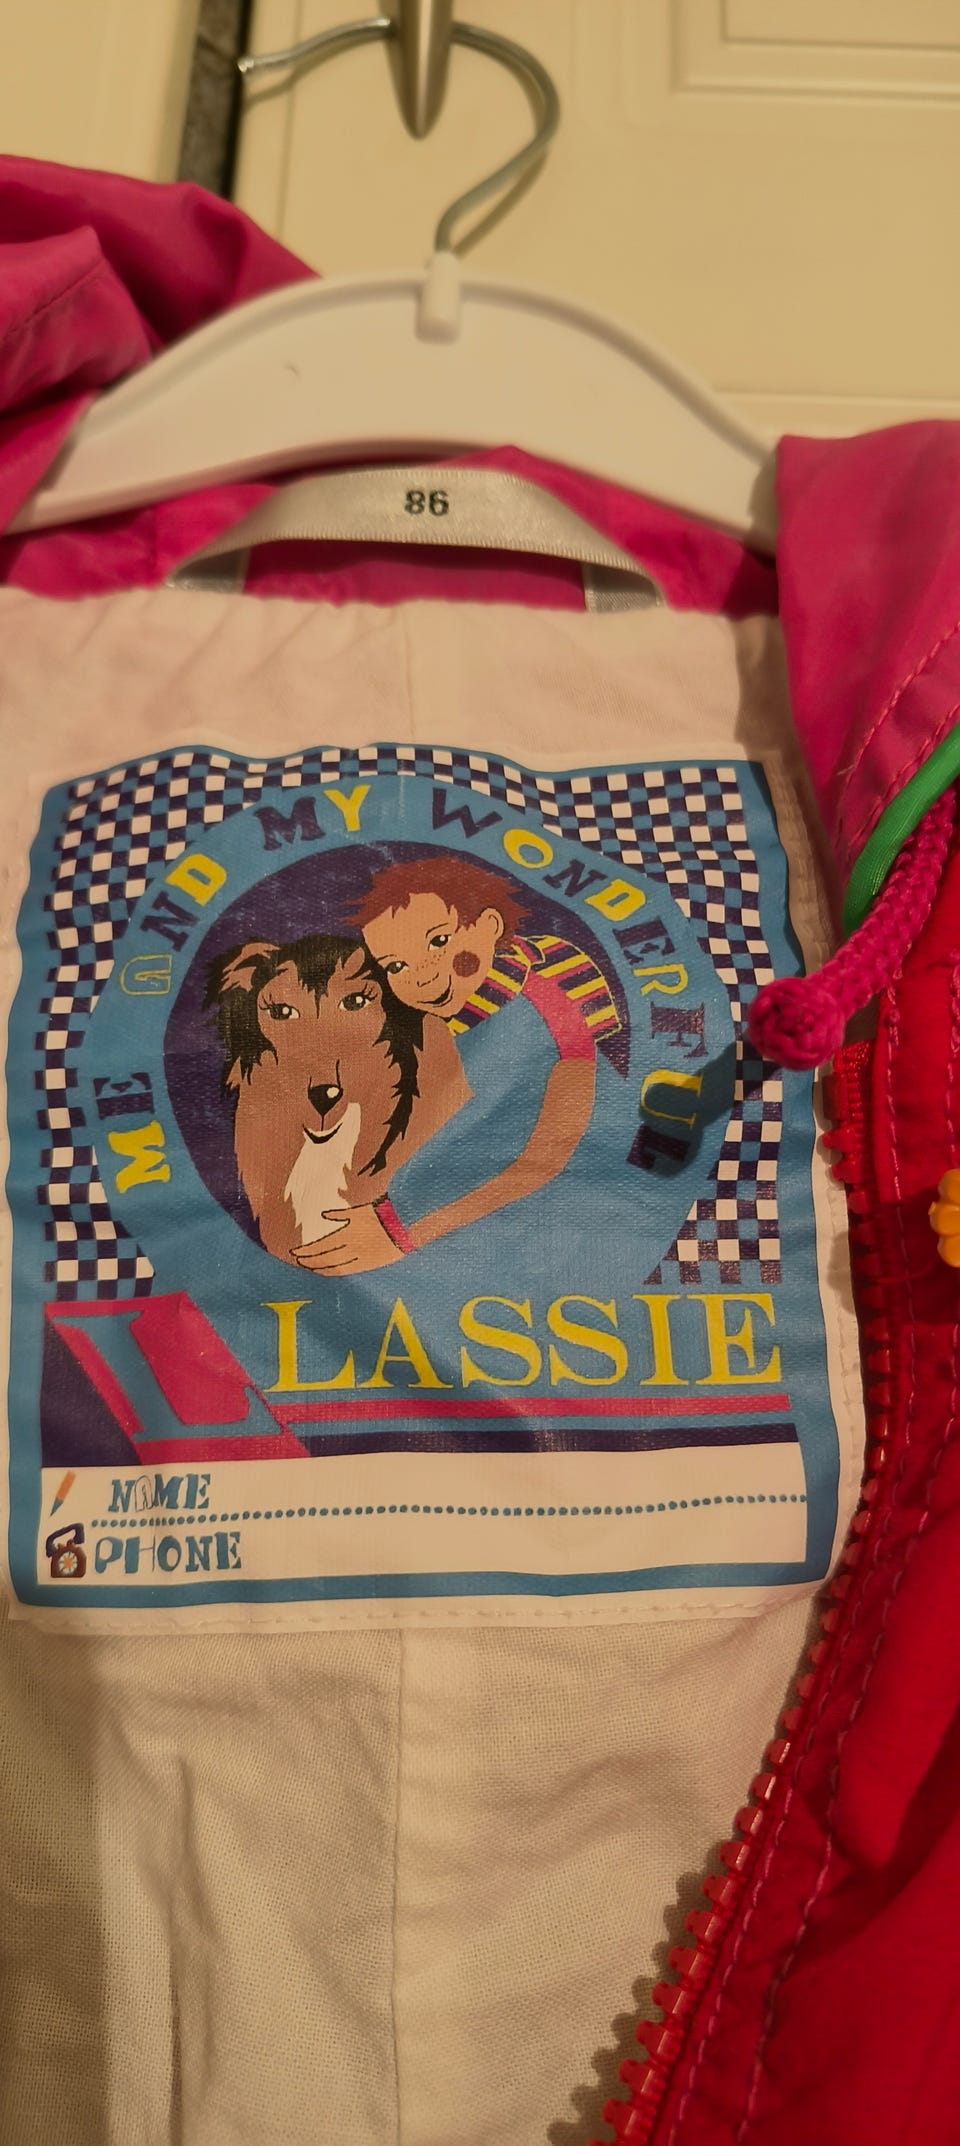 86
ME AND MY WONDERFUL
L LASSIE
NAME
PHONE